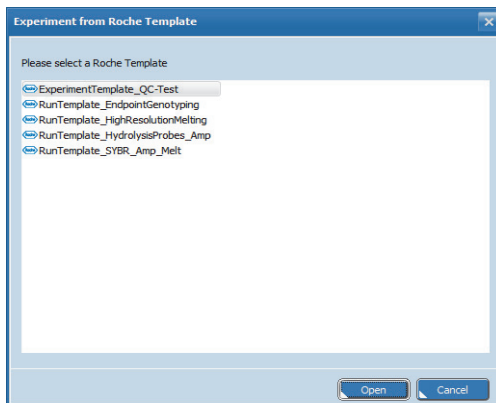 Experiment from Roche Template
Please select a Roche Template
ExperimentTemplate_QC-Test
RunTemplate_EndpointGenotyping
RunTemplate_HighResolutionMelting
RunTemplate_HydrolysisProbes_Amp
RunTemplate_SYBR_Amp_Melt
Open
Cancel